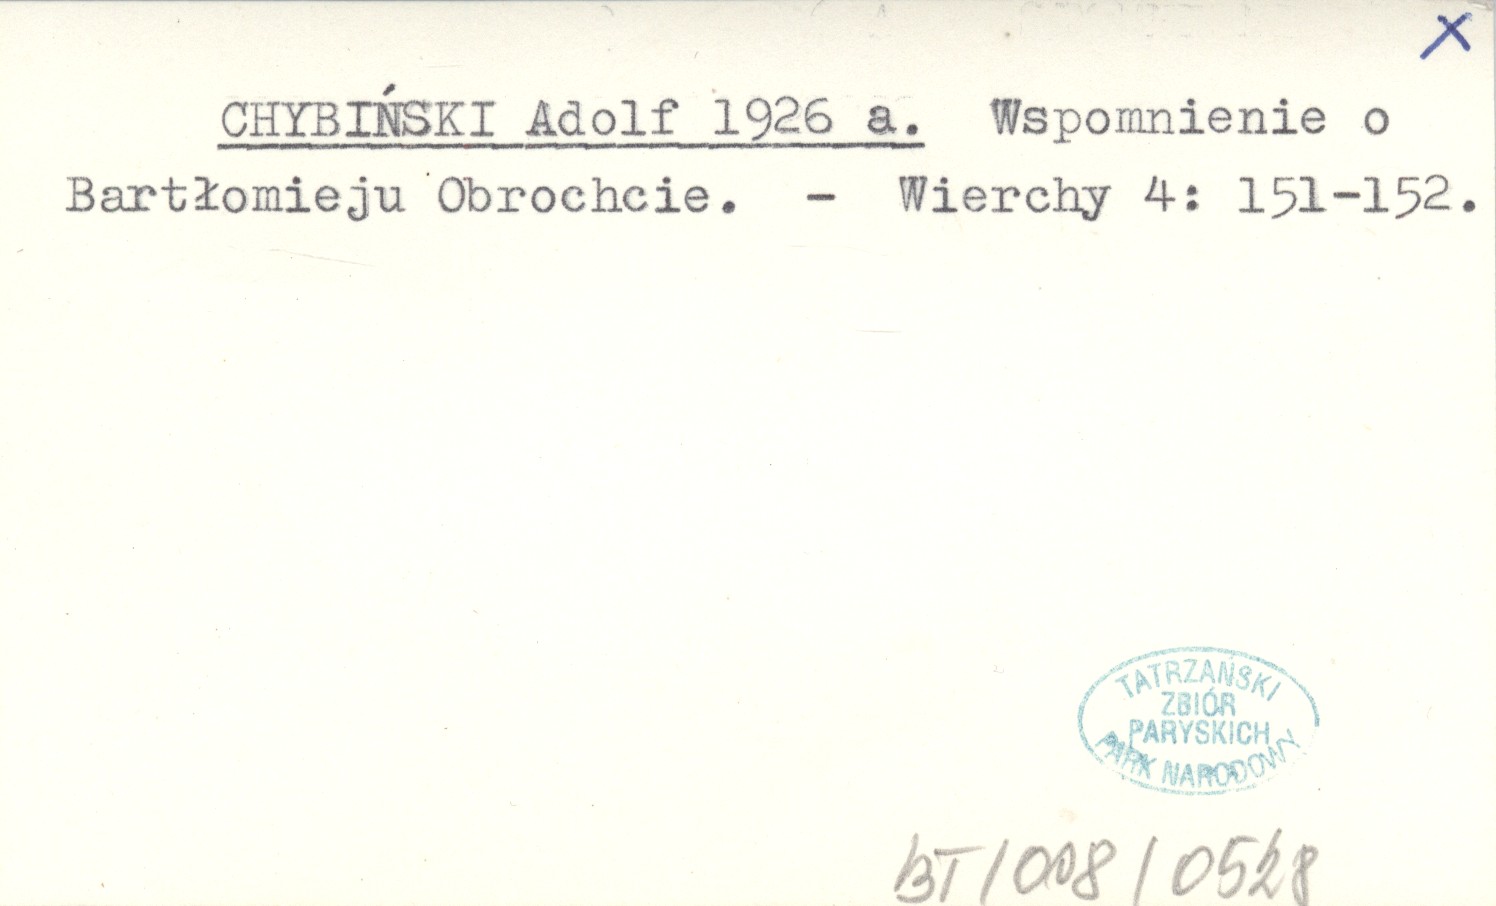 X
CHYBIŃSKI Adolf 1926 a. Wspomnienie o
Bartłomieju Obrochcie. - Wierchy 4: 151-152.
TATRZAŃSKI
ZBIÓR
PARYSKICH
PARK NARODOWY
BT/008/0528